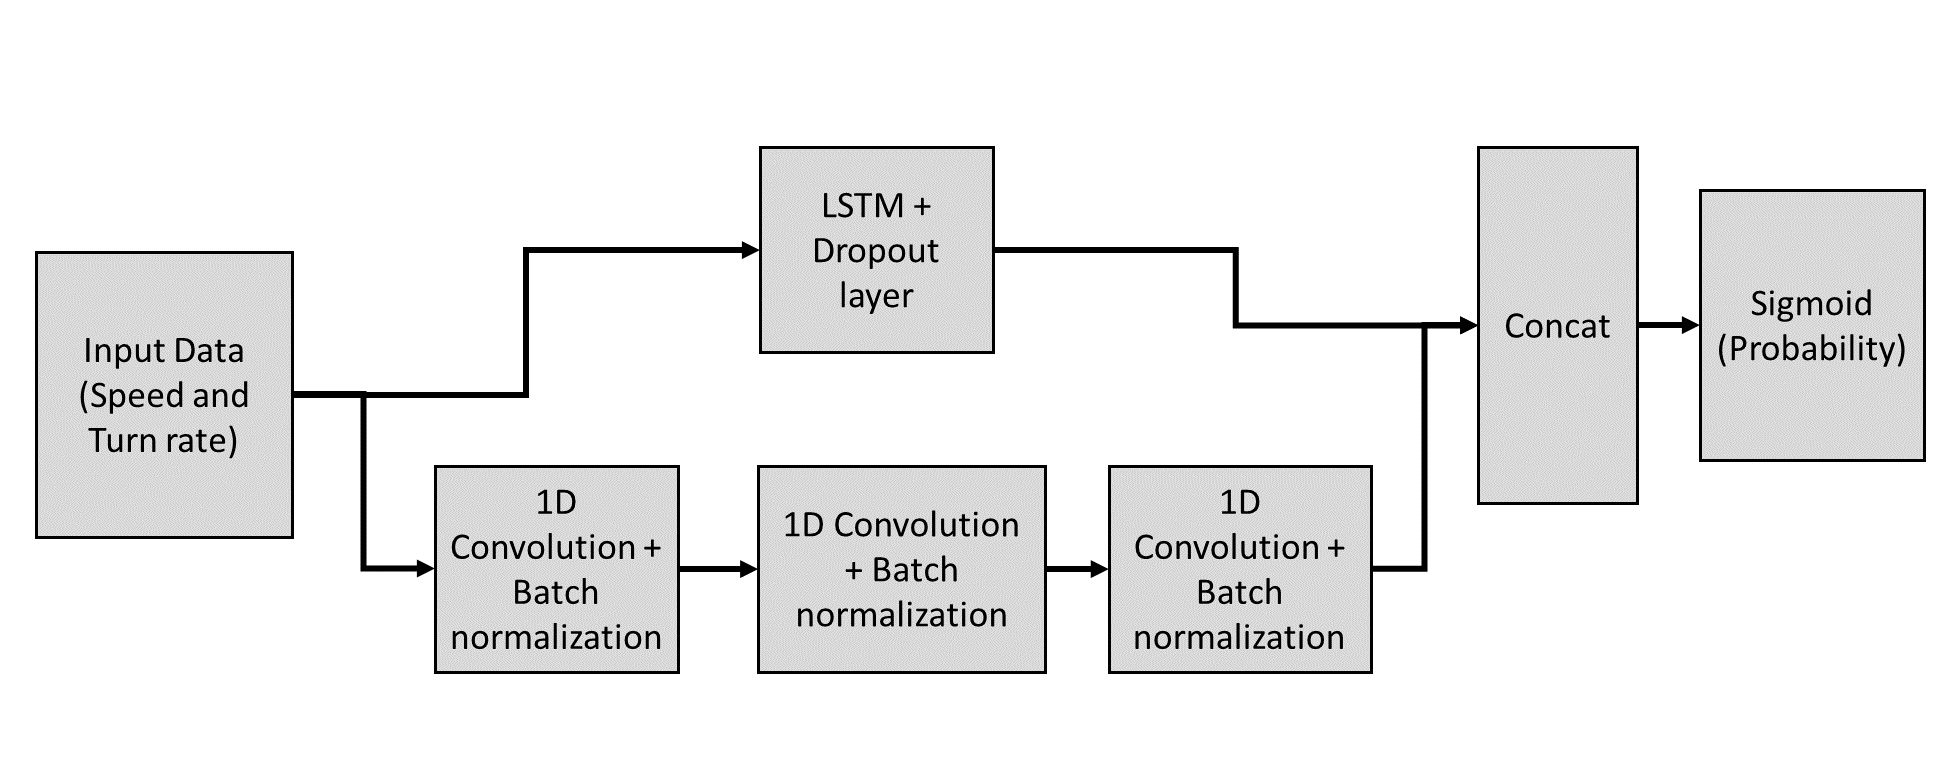 Input Data
(Speed and
Turn rate)
LSTM +
Dropout
layer
1D
Convolution +
Batch
normalization
1D Convolution
+ Batch
normalization
1D
Convolution +
Batch
normalization
Concat
Sigmoid
(Probability)